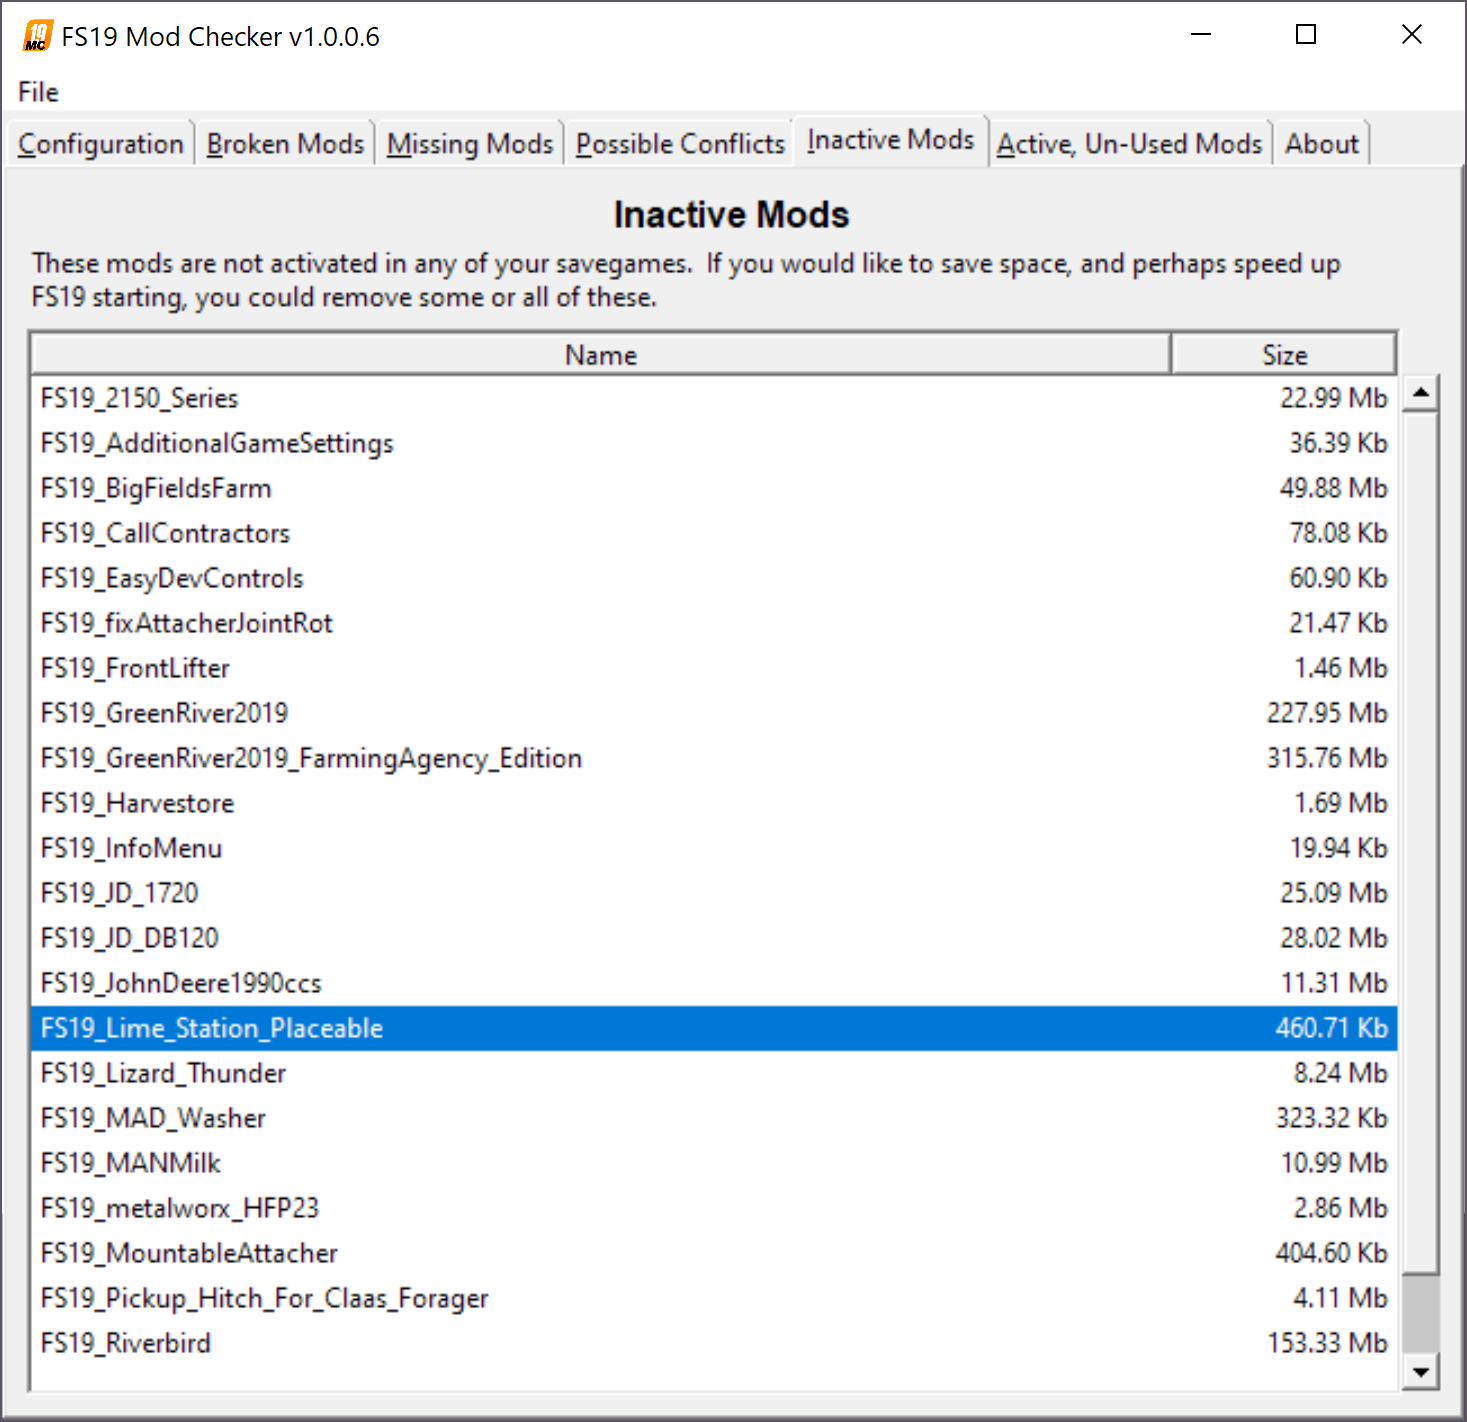 19
MC
FS19 Mod Checker v1.0.0.6
File
Configuration Broken Mods Missing Mods Possible Conflicts Inactive Mods Active, Un-Used Mods About
Inactive Mods
These mods are not activated in any of your savegames.  If you would like to save space, and perhaps speed up
FS19 starting, you could remove some or all of these.
Name Size
FS19_2150_Series 22.99 Mb
FS19_AdditionalGameSettings 36.39 Kb
FS19_BigFieldsFarm 49.88 Mb
FS19_CallContractors 78.08 Kb
FS19_EasyDevControls 60.90 Kb
FS19_fixAttacherJointRot 21.47 Kb
FS19_FrontLifter 1.46 Mb
FS19_GreenRiver2019 227.95 Mb
FS19_GreenRiver2019_FarmingAgency_Edition 315.76 Mb
FS19_Harvestore 1.69 Mb
FS19_InfoMenu 19.94 Kb
FS19_JD_1720 25.09 Mb
FS19_JD_DB120 28.02 Mb
FS19_JohnDeere1990ccs 11.31 Mb
FS19_Lime_Station_Placeable 460.71 Kb
FS19_Lizard_Thunder 8.24 Mb
FS19_MAD_Washer 323.32 Kb
FS19_MANMilk 10.99 Mb
FS19_metalworx_HFP23 2.86 Mb
FS19_MountableAttacher 404.60 Kb
FS19_Pickup_Hitch_For_Claas_Forager 4.11 Mb
FS19_Riverbird 153.33 Mb